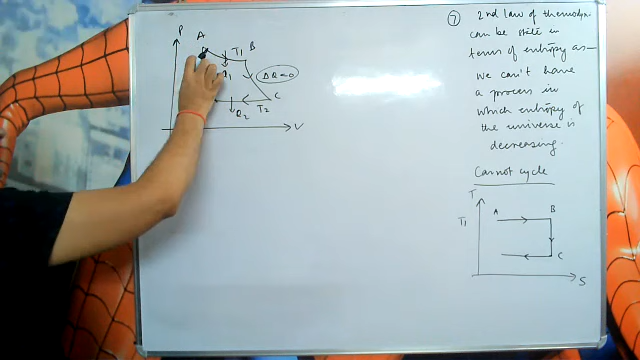 P
A
T1
B
ΔQ=0
C
T2
Q2
V
⑦ 2nd law of thermodyn.
can be state in
terms of entropy as—
we can't have
a process in
which entropy of
the universe is
decreasing.
Cannot cycle
T
A
B
T1
C
S